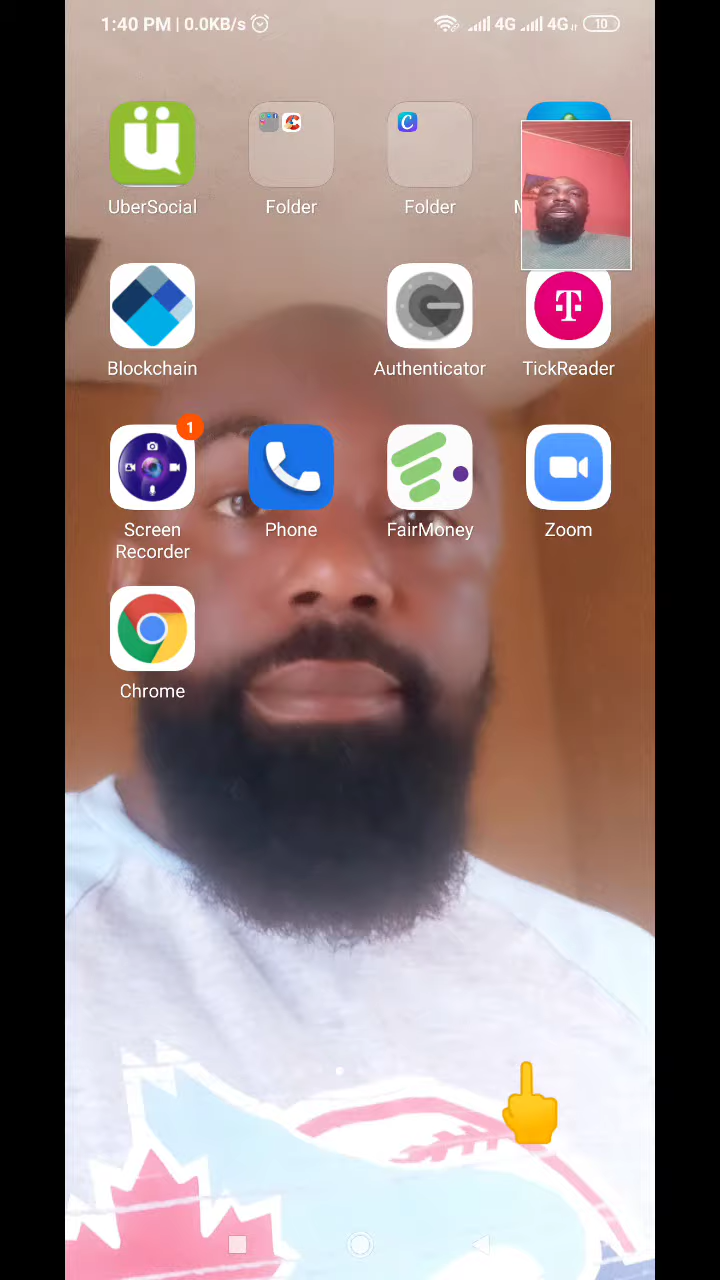 1:40 PM | 0.0KB/s 4G 4G 10
UberSocial Folder Folder M
Blockchain Authenticator TickReader
1
Screen Recorder Phone FairMoney Zoom
Chrome